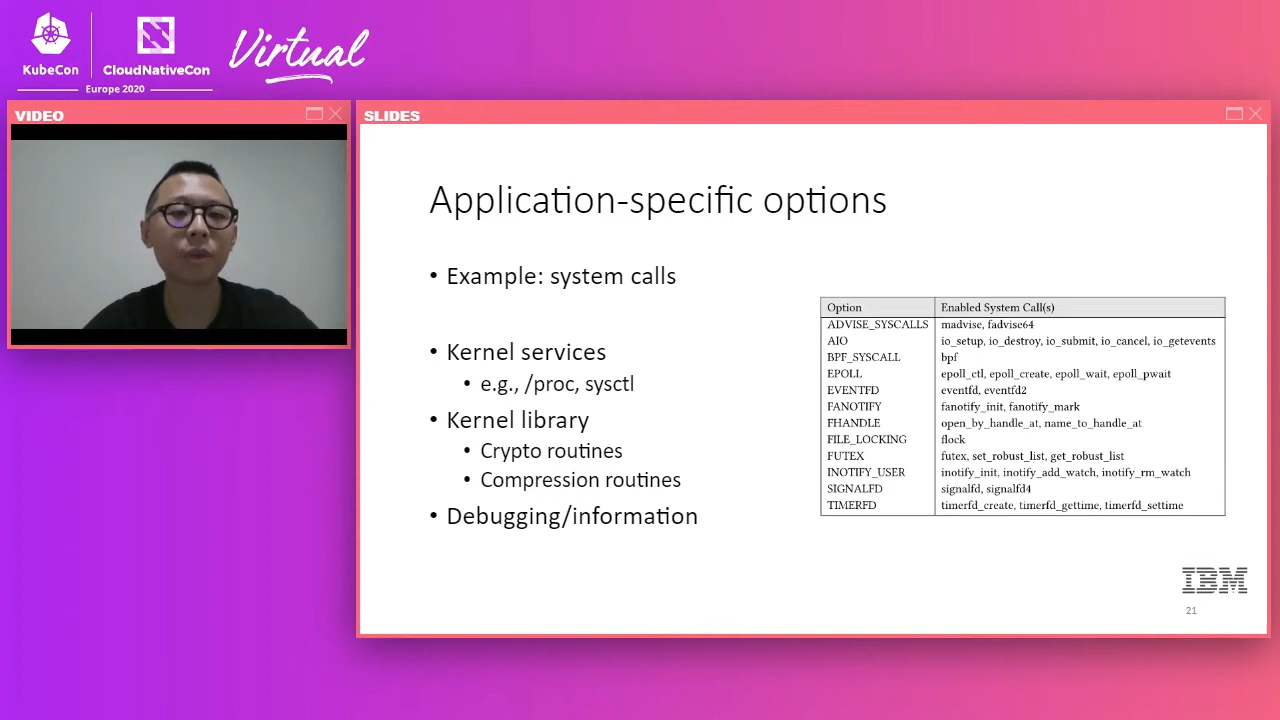 KubeCon
CloudNativeCon
Europe 2020
Virtual
VIDEO
SLIDES
Application-specific options
• Example: system calls
• Kernel services
• e.g., /proc, sysctl
• Kernel library
• Crypto routines
• Compression routines
• Debugging/information
Option Enabled System Call(s)
ADVISE_SYSCALLS madvise, fadvise64
AIO io_setup, io_destroy, io_submit, io_cancel, io_getevents
BPF_SYSCALL bpf
EPOLL epoll_ctl, epoll_create, epoll_wait, epoll_pwait
EVENTFD eventfd, eventfd2
FANOTIFY fanotify_init, fanotify_mark
FHANDLE open_by_handle_at, name_to_handle_at
FILE_LOCKING flock
FUTEX futex, set_robust_list, get_robust_list
INOTIFY_USER inotify_init, inotify_add_watch, inotify_rm_watch
SIGNALFD signalfd, signalfd4
TIMERFD timerfd_create, timerfd_gettime, timerfd_settime
IBM
21